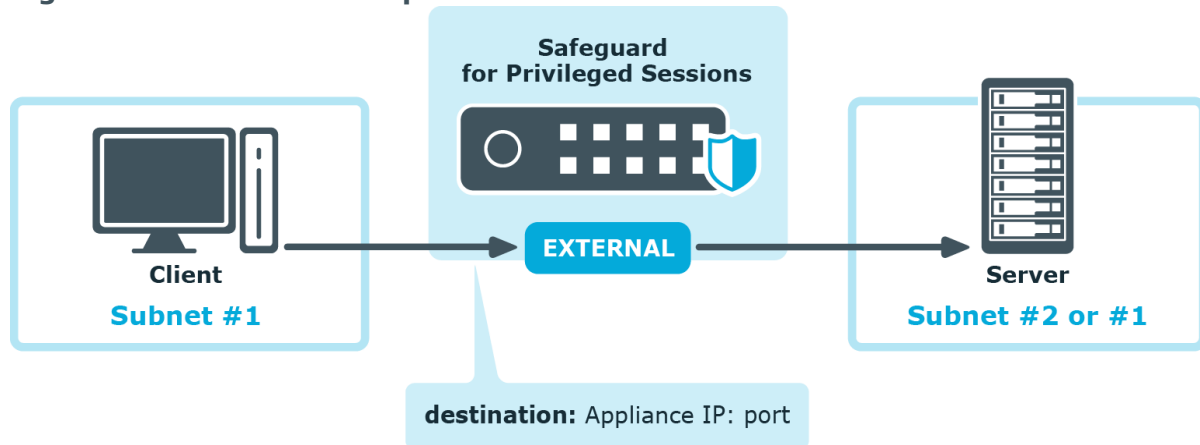 Safeguard
for Privileged Sessions
EXTERNAL
Client
Server
Subnet #1
Subnet #2 or #1
destination: Appliance IP: port